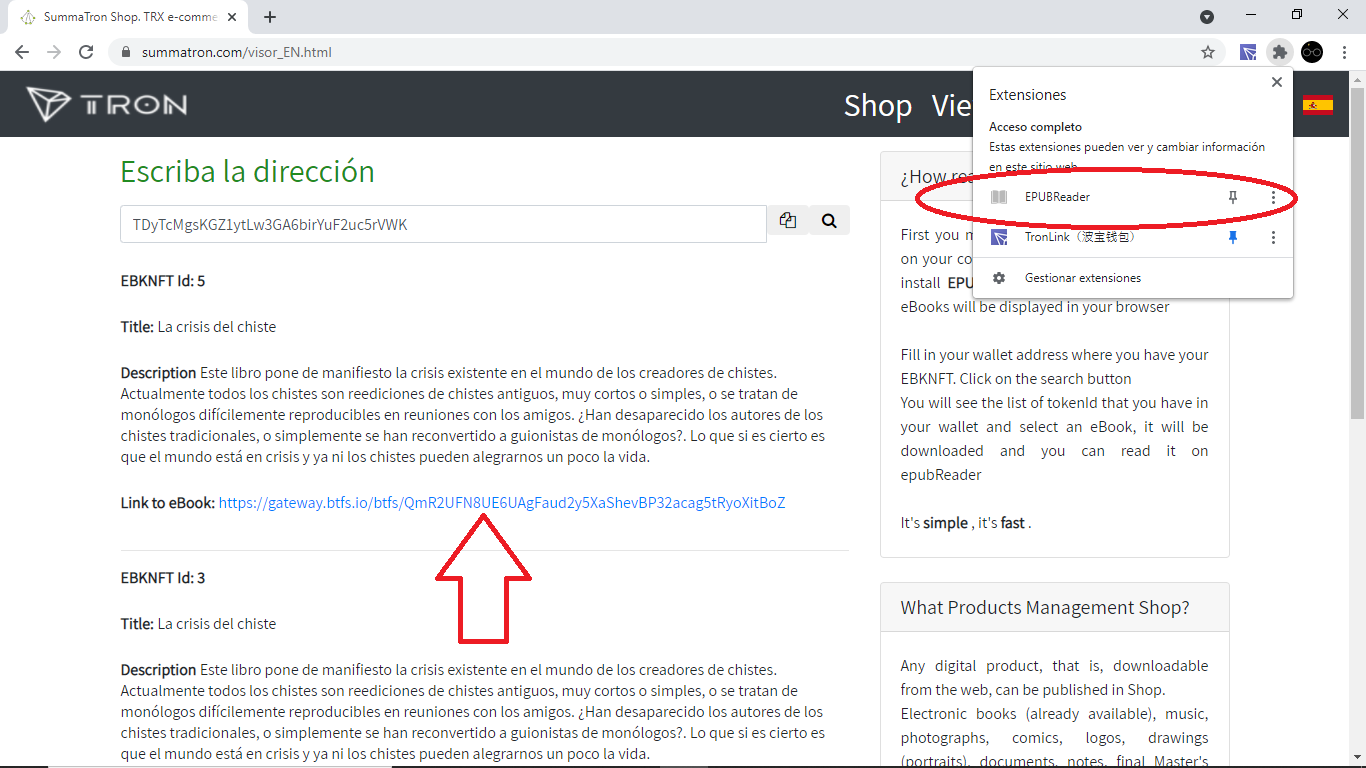 SummaTron Shop. TRX e-comme
summatron.com/visor_EN.html
TRON
Shop Vie
Extensiones
Acceso completo
Estas extensiones pueden ver y cambiar información
en este sitio web
EPUBReader
TronLink（波宝钱包）
Gestionar extensiones
Escriba la dirección
TDyTcMgsKGZ1ytLw3GA6birYuF2uc5rVWK
EBKNFT Id: 5
Title: La crisis del chiste
Description Este libro pone de manifiesto la crisis existente en el mundo de los creadores de chistes.
Actualmente todos los chistes son reediciones de chistes antiguos, muy cortos o simples, o se tratan de
monólogos difícilemente reproducibles en reuniones con los amigos. ¿Han desaparecido los autores de los
chistes tradicionales, o simplemente se han reconvertido a guionistas de monólogos?. Lo que si es cierto es
que el mundo está en crisis y ya ni los chistes pueden alegrarnos un poco la vida.
Link to eBook: https://gateway.btfs.io/btfs/QmR2UFN8UE6UAgFaud2y5XaShevBP32acag5tRyoXitBoZ
EBKNFT Id: 3
Title: La crisis del chiste
Description Este libro pone de manifiesto la crisis existente en el mundo de los creadores de chistes.
Actualmente todos los chistes son reediciones de chistes antiguos, muy cortos o simples, o se tratan de
monólogos difícilemente reproducibles en reuniones con los amigos. ¿Han desaparecido los autores de los
chistes tradicionales, o simplemente se han reconvertido a guionistas de monólogos?. Lo que si es cierto es
que el mundo está en crisis y ya ni los chistes pueden alegrarnos un poco la vida.
¿How rea
First you m
on your co
install EPU
eBooks will be displayed in your browser
Fill in your wallet address where you have your
EBKNFT. Click on the search button
You will see the list of tokenId that you have in
your wallet and select an eBook, it will be
downloaded and you can read it on
epubReader
It's simple , it's fast .
What Products Management Shop?
Any digital product, that is, downloadable
from the web, can be published in Shop.
Electronic books (already available), music,
photographs, comics, logos, drawings
(portraits), documents, notes, final Master's